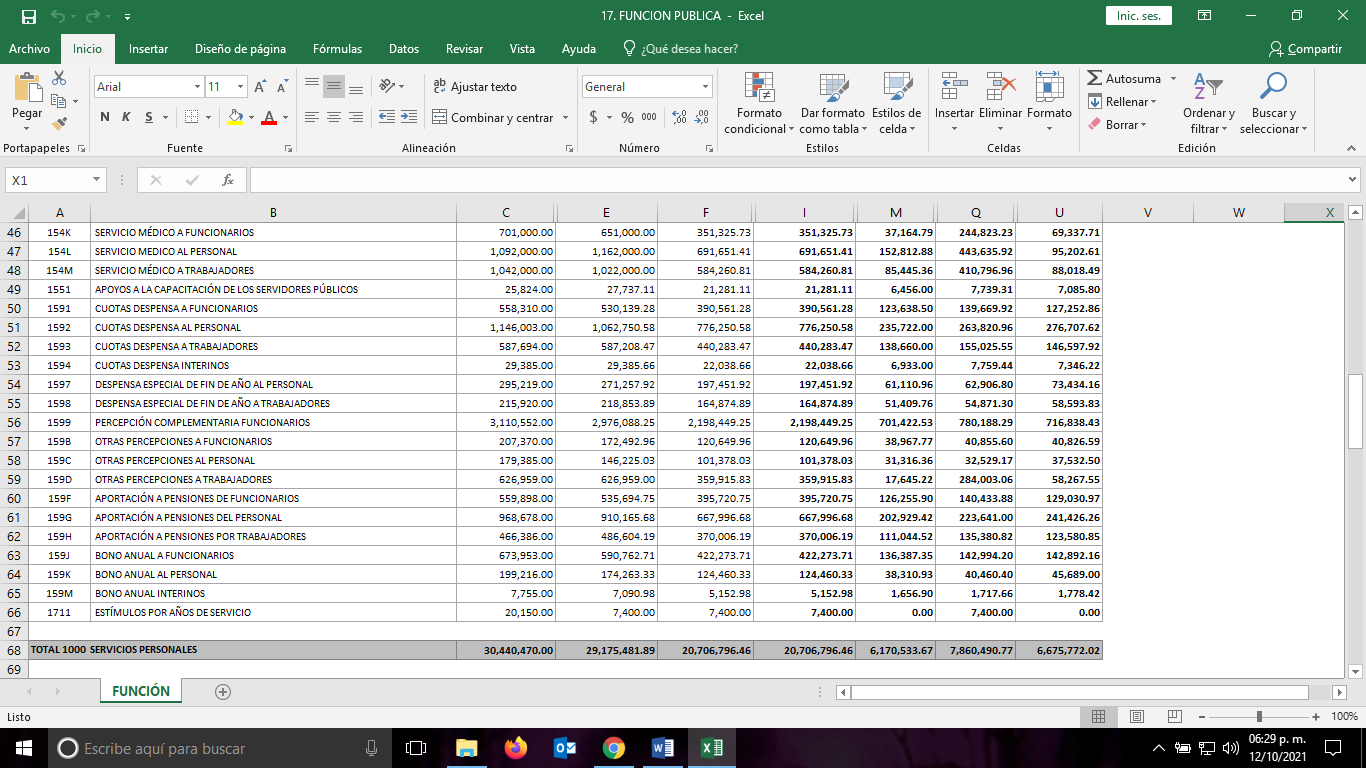 17. FUNCION PUBLICA - Excel
Inic. ses.
Archivo Inicio Insertar Diseño de página Fórmulas Datos Revisar Vista Ayuda ¿Qué desea hacer? Compartir
Pegar
Arial 11
N K S
Ajustar texto
Combinar y centrar
General
$ % 000
Formato condicional
Dar formato como tabla
Estilos de celda
Insertar Eliminar Formato
Autosuma
Rellenar
Borrar
Ordenar y filtrar
Buscar y seleccionar
Portapapeles Fuente Alineación Número Estilos Celdas Edición
X1 fx
A B C E F I M Q U V W X
46 154K SERVICIO MÉDICO A FUNCIONARIOS 701,000.00 651,000.00 351,325.73 351,325.73 37,164.79 244,823.23 69,337.71
47 154L SERVICIO MEDICO AL PERSONAL 1,092,000.00 1,162,000.00 691,651.41 691,651.41 152,812.88 443,635.92 95,202.61
48 154M SERVICIO MÉDICO A TRABAJADORES 1,042,000.00 1,022,000.00 584,260.81 584,260.81 85,445.36 410,796.96 88,018.49
49 1551 APOYOS A LA CAPACITACIÓN DE LOS SERVIDORES PÚBLICOS 25,824.00 27,737.11 21,281.11 21,281.11 6,456.00 7,739.31 7,085.80
50 1591 CUOTAS DESPENSA A FUNCIONARIOS 558,310.00 530,139.28 390,561.28 390,561.28 123,638.50 139,669.92 127,252.86
51 1592 CUOTAS DESPENSA AL PERSONAL 1,146,003.00 1,062,750.58 776,250.58 776,250.58 235,722.00 263,820.96 276,707.62
52 1593 CUOTAS DESPENSA A TRABAJADORES 587,694.00 587,208.47 440,283.47 440,283.47 138,660.00 155,025.55 146,597.92
53 1594 CUOTAS DESPENSA INTERINOS 29,385.00 29,385.66 22,038.66 22,038.66 6,933.00 7,759.44 7,346.22
54 1597 DESPENSA ESPECIAL DE FIN DE AÑO AL PERSONAL 295,219.00 271,257.92 197,451.92 197,451.92 61,110.96 62,906.80 73,434.16
55 1598 DESPENSA ESPECIAL DE FIN DE AÑO A TRABAJADORES 215,920.00 218,853.89 164,874.89 164,874.89 51,409.76 54,871.30 58,593.83
56 1599 PERCEPCIÓN COMPLEMENTARIA FUNCIONARIOS 3,110,552.00 2,976,088.25 2,198,449.25 2,198,449.25 701,422.53 780,188.29 716,838.43
57 159B OTRAS PERCEPCIONES A FUNCIONARIOS 207,370.00 172,492.96 120,649.96 120,649.96 38,967.77 40,855.60 40,826.59
58 159C OTRAS PERCEPCIONES AL PERSONAL 179,385.00 146,225.03 101,378.03 101,378.03 31,316.36 32,529.17 37,532.50
59 159D OTRAS PERCEPCIONES A TRABAJADORES 626,959.00 626,959.00 359,915.83 359,915.83 17,645.22 284,003.06 58,267.55
60 159F APORTACIÓN A PENSIONES DE FUNCIONARIOS 559,898.00 535,694.75 395,720.75 395,720.75 126,255.90 140,433.88 129,030.97
61 159G APORTACIÓN A PENSIONES DEL PERSONAL 968,678.00 910,165.68 667,996.68 667,996.68 202,929.42 223,641.00 241,426.26
62 159H APORTACIÓN A PENSIONES POR TRABAJADORES 466,386.00 486,604.19 370,006.19 370,006.19 111,044.52 135,380.82 123,580.85
63 159J BONO ANUAL A FUNCIONARIOS 673,953.00 590,762.71 422,273.71 422,273.71 136,387.35 142,994.20 142,892.16
64 159K BONO ANUAL AL PERSONAL 199,216.00 174,263.33 124,460.33 124,460.33 38,310.93 40,460.40 45,689.00
65 159M BONO ANUAL INTERINOS 7,755.00 7,090.98 5,152.98 5,152.98 1,656.90 1,717.66 1,778.42
66 1711 ESTÍMULOS POR AÑOS DE SERVICIO 20,150.00 7,400.00 7,400.00 7,400.00 0.00 7,400.00 0.00
67
68 TOTAL 1000 SERVICIOS PERSONALES 30,440,470.00 29,175,481.89 20,706,796.46 20,706,796.46 6,170,533.67 7,860,490.77 6,675,772.02
69
FUNCIÓN
Listo 100%
Escribe aquí para buscar
06:29 p. m.
12/10/2021